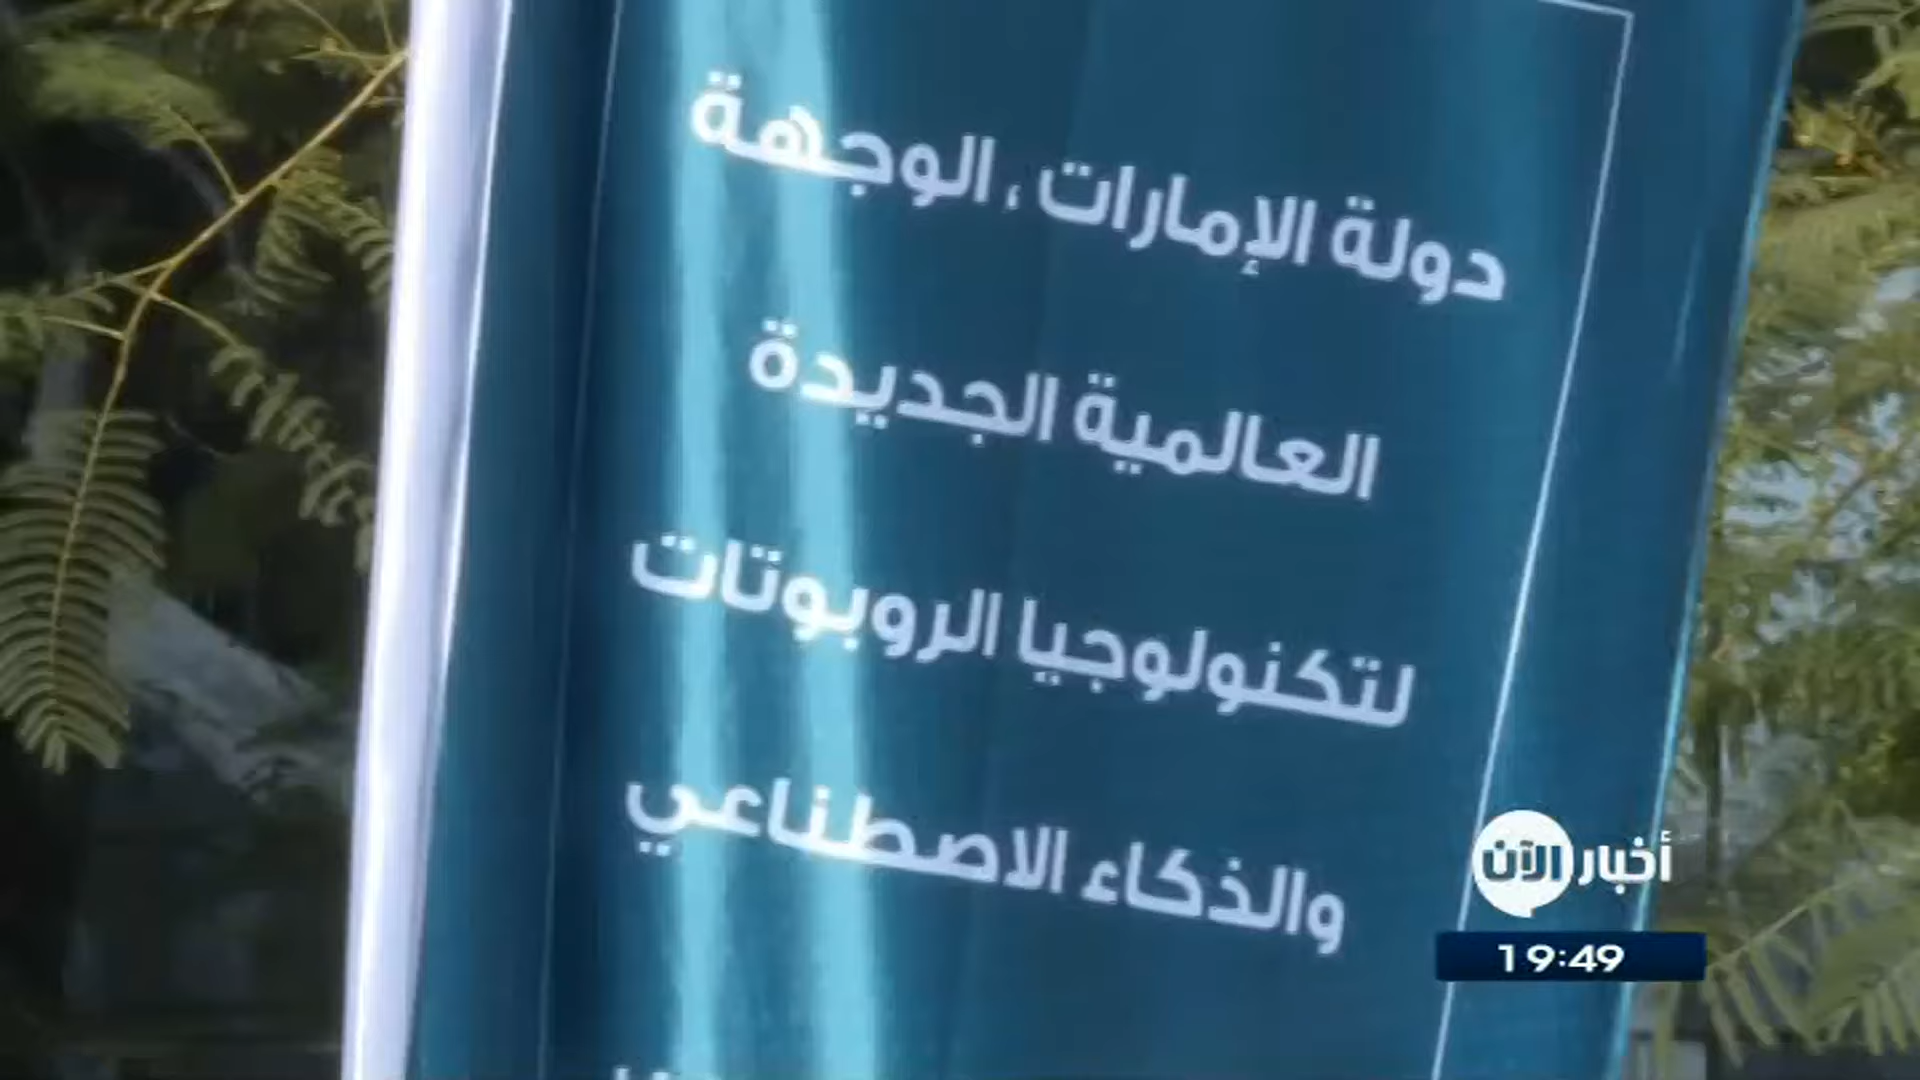 دولة الإمارات، الوجهة
العالمية الجديدة
لتكنولوجيا الروبوتات
والذكاء الاصطناعي
أخبار الآن
19:49